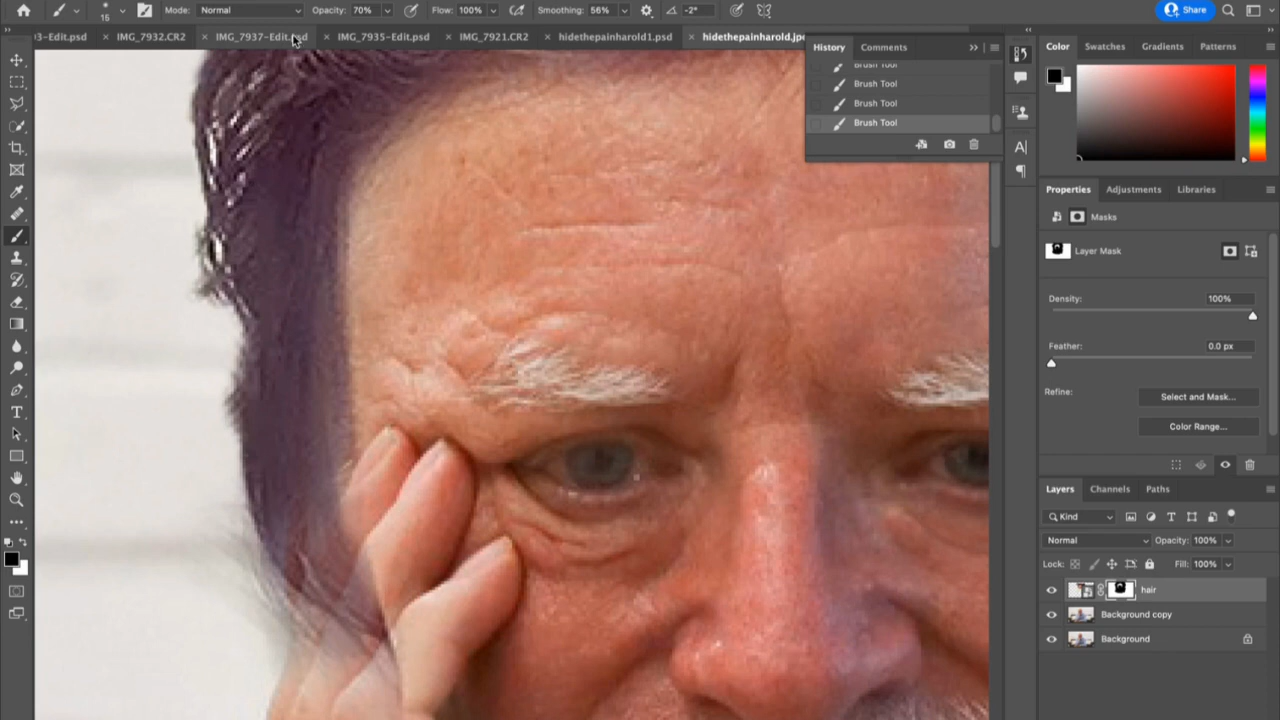 15 Mode: Normal Opacity: 70% Flow: 100% Smoothing: 56% -2° Share
3-Edit.psd × IMG_7932.CR2 × IMG_7937-Edit.psd × IMG_7935-Edit.psd × IMG_7921.CR2 × hidethepainharold1.psd × hidethepainharold.jp
History Comments
Brush Tool
Brush Tool
Brush Tool
Brush Tool
Color Swatches Gradients Patterns
Properties Adjustments Libraries
Masks
Layer Mask
Density: 100%
Feather: 0.0 px
Refine: Select and Mask...
Color Range...
Layers Channels Paths
Kind
Normal Opacity: 100%
Lock: Fill: 100%
hair
Background copy
Background